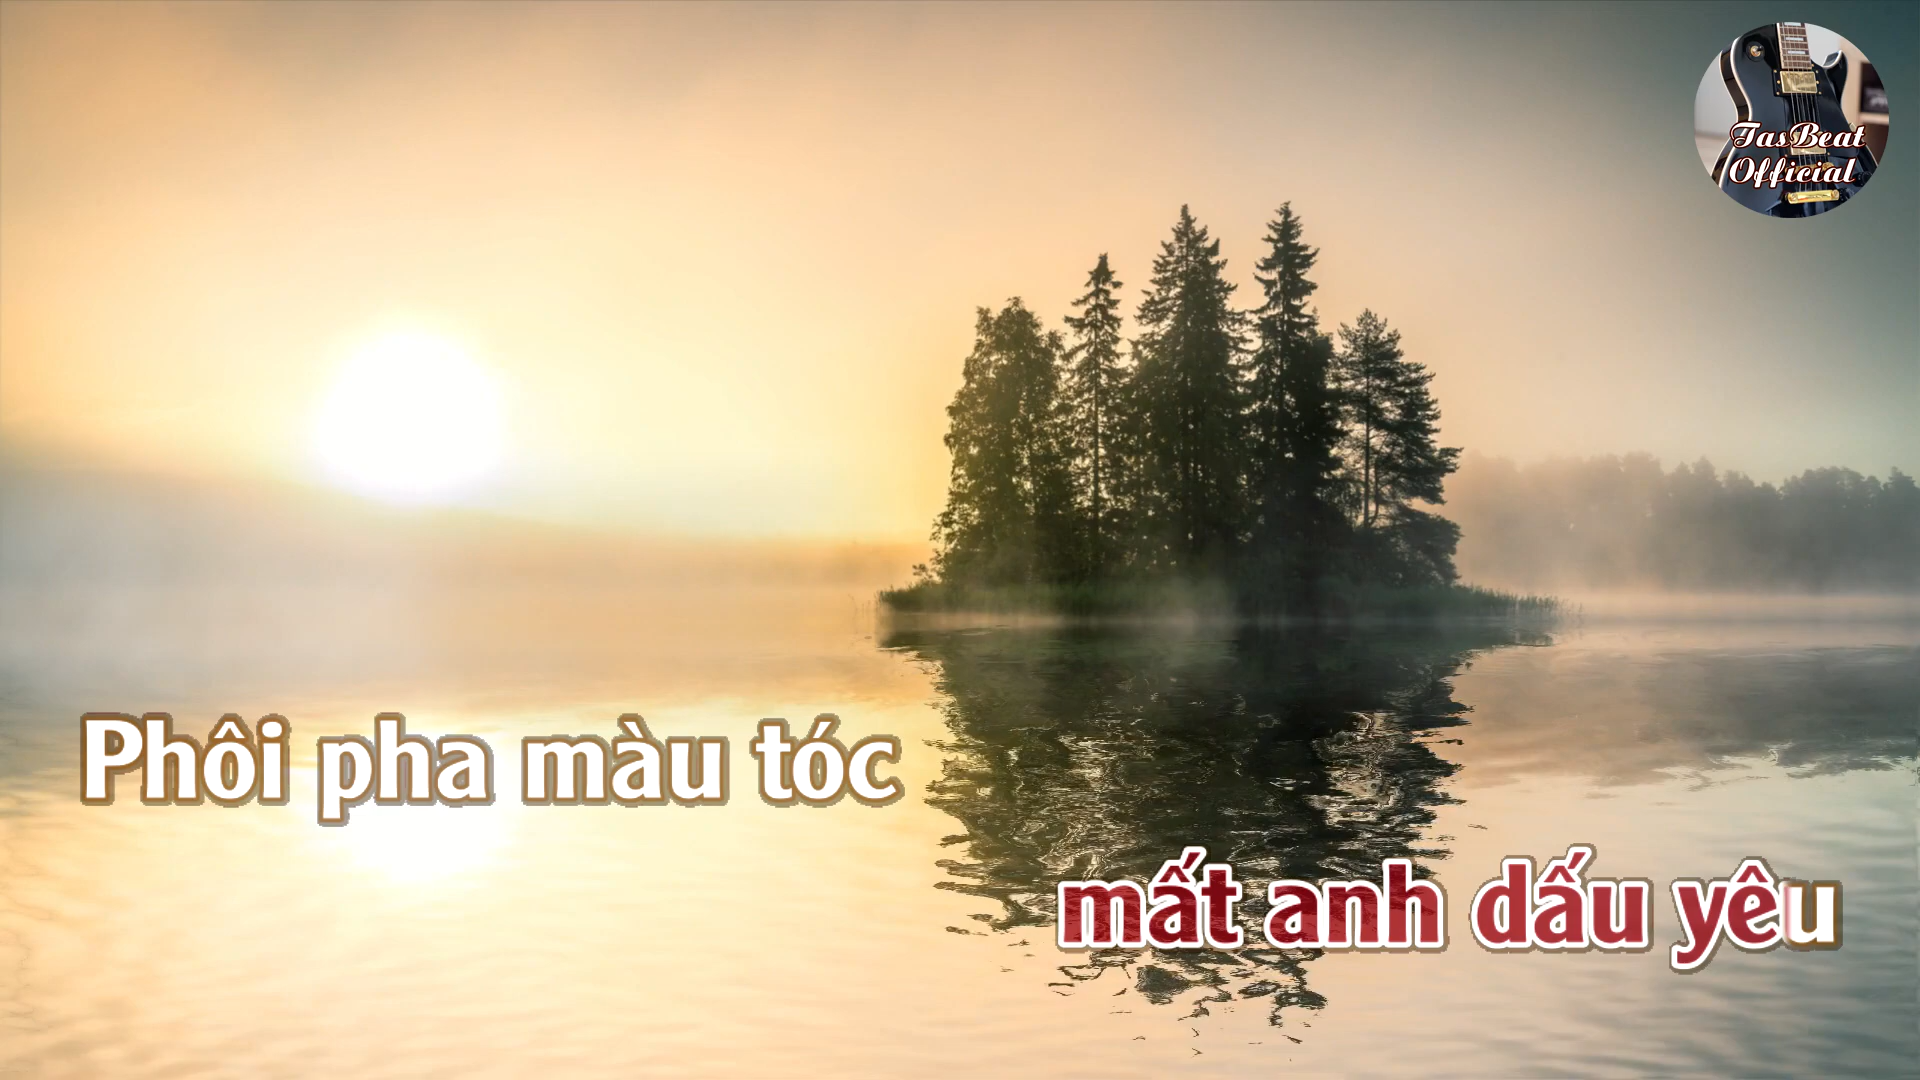 TasBeat
Official
Phôi pha màu tóc
mất anh dấu yêu